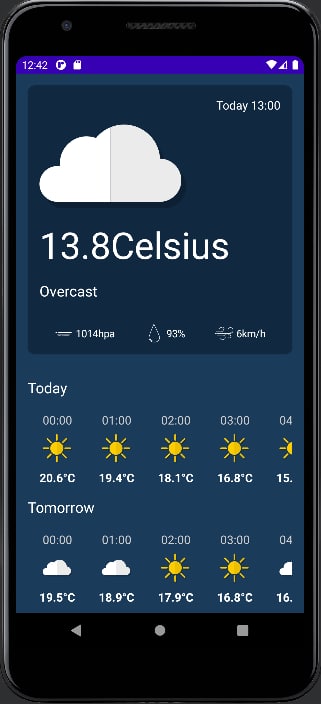 12:42
Today 13:00
13.8Celsius
Overcast
1014hpa 93% 6km/h
Today
00:00 01:00 02:00 03:00 04
20.6°C 19.4°C 18.1°C 16.8°C 15.
Tomorrow
00:00 01:00 02:00 03:00 04
19.5°C 18.9°C 17.9°C 16.8°C 16.